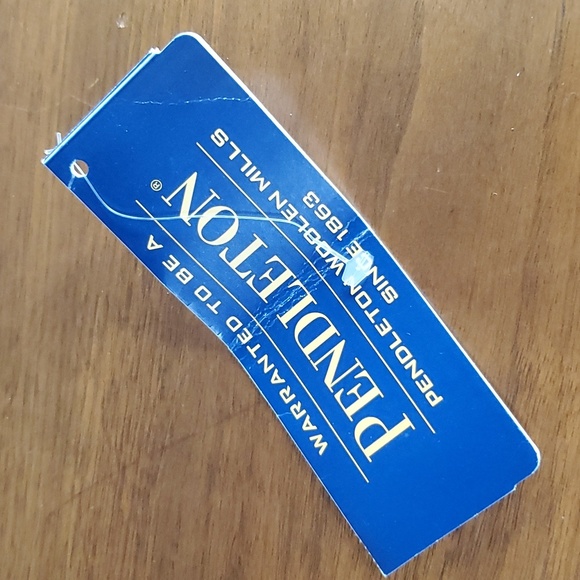 WARRANTED TO BE A
PENDLETON®
PENDLETON WOOLEN MILLS
SINCE 1863